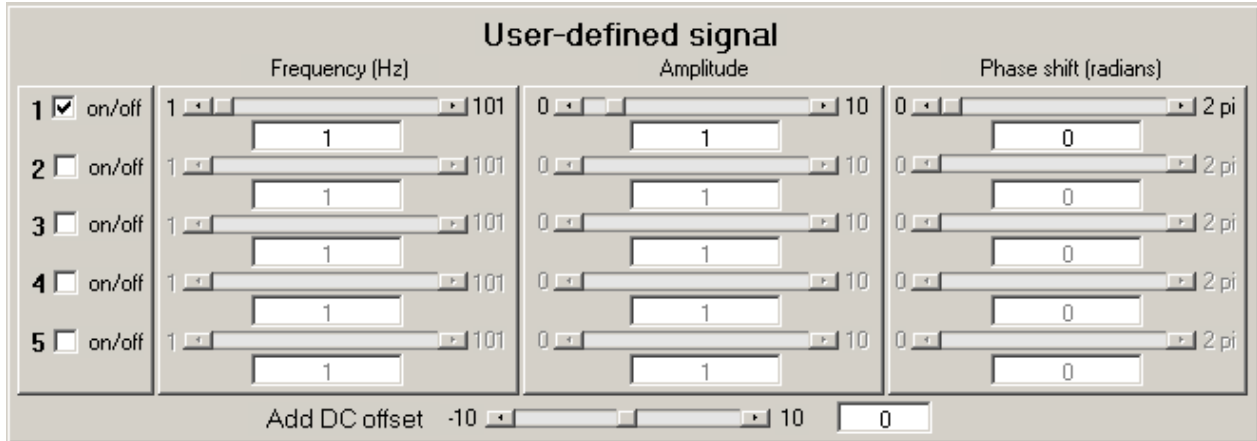 User-defined signal
Frequency (Hz) Amplitude Phase shift (radians)
1 on/off 1 101 0 10 0 2 pi
1 1 0
2 on/off 1 101 0 10 0 2 pi
1 1 0
3 on/off 1 101 0 10 0 2 pi
1 1 0
4 on/off 1 101 0 10 0 2 pi
1 1 0
5 on/off 1 101 0 10 0 2 pi
1 1 0
Add DC offset -10 10 0